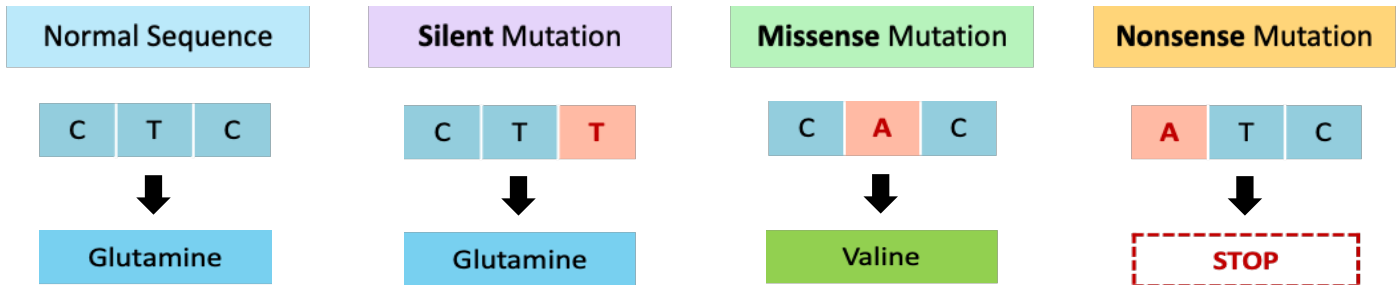 Normal Sequence
Silent Mutation
Missense Mutation
Nonsense Mutation
C T C
C T T
C A C
A T C
Glutamine
Glutamine
Valine
STOP